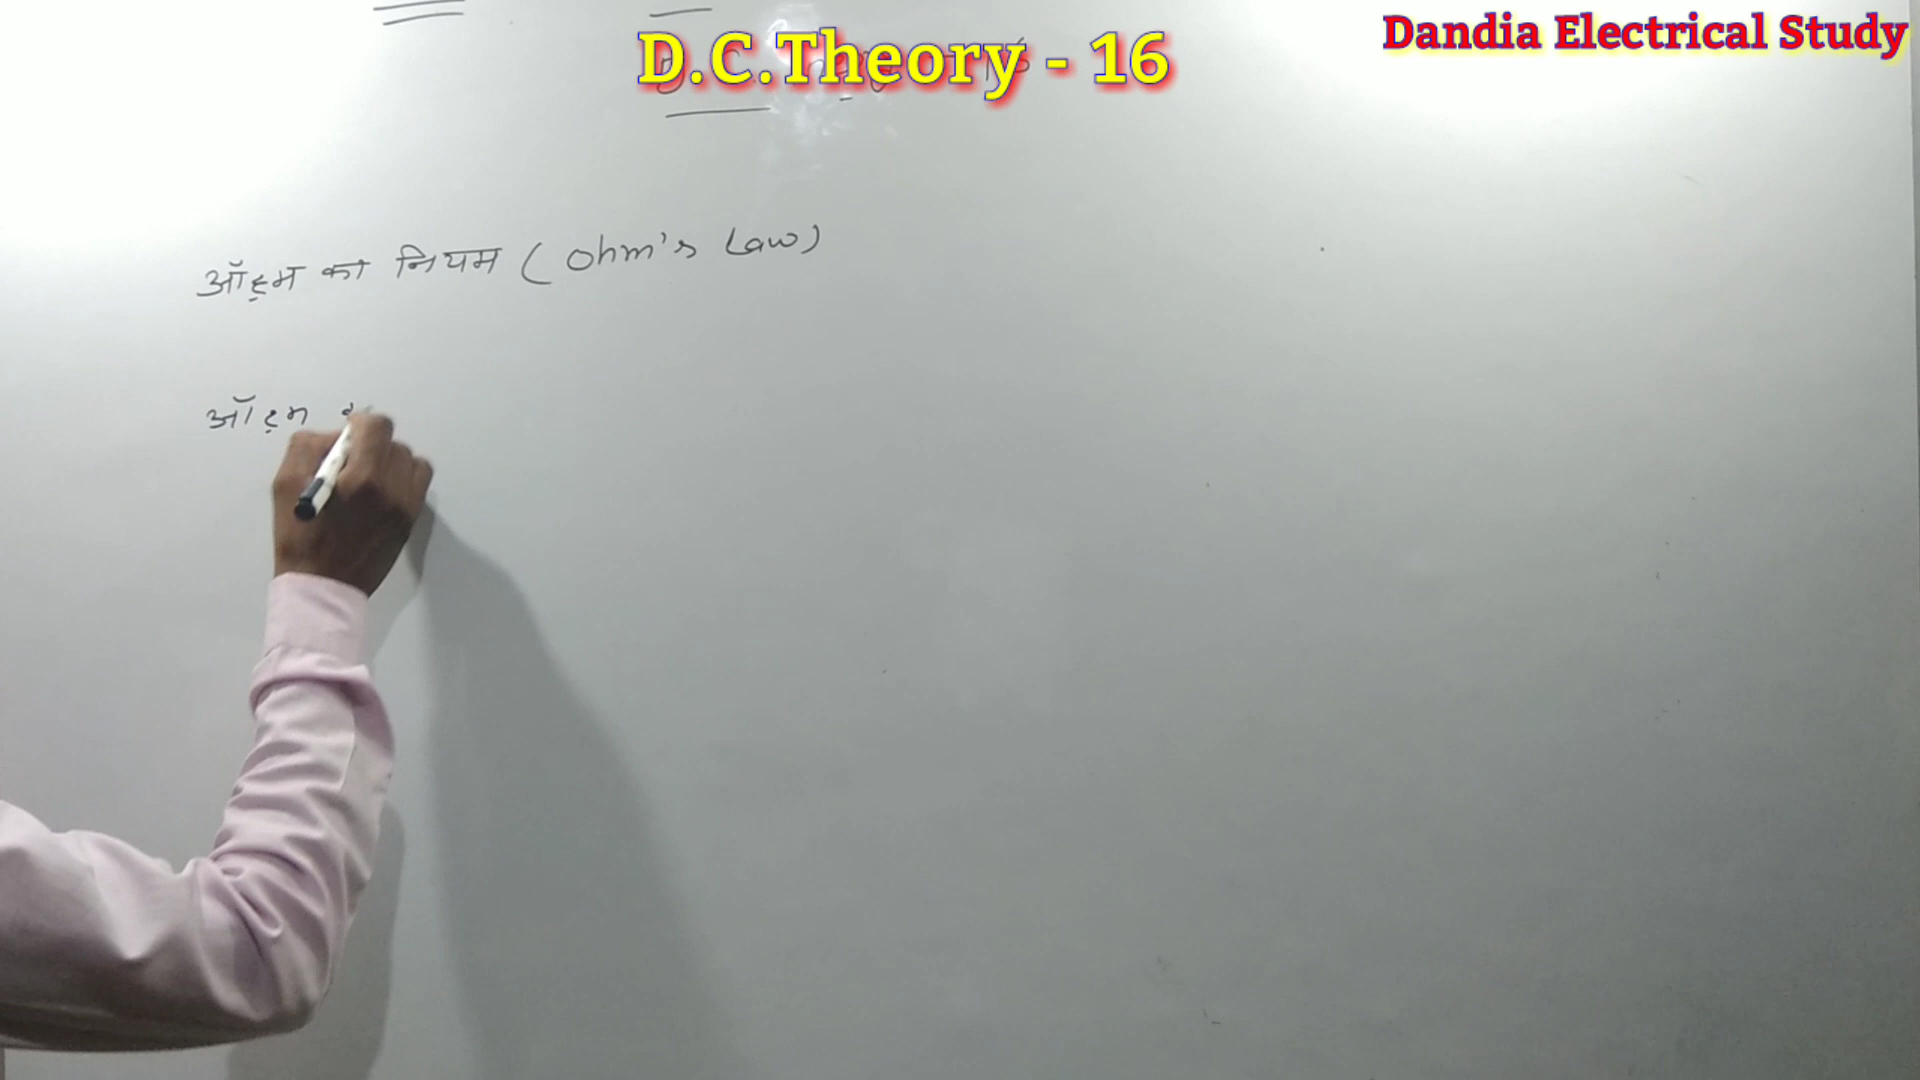 D.C.Theory - 16
Dandia Electrical Study
ऑह्म का नियम ( Ohm's Law)
ऑह्म